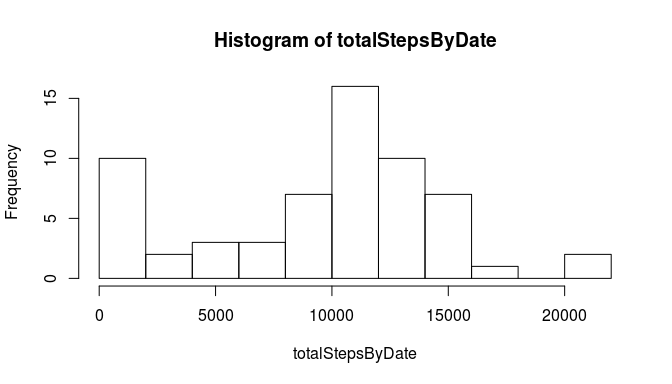 Histogram of totalStepsByDate
Frequency
15
10
5
0
0 5000 10000 15000 20000
totalStepsByDate